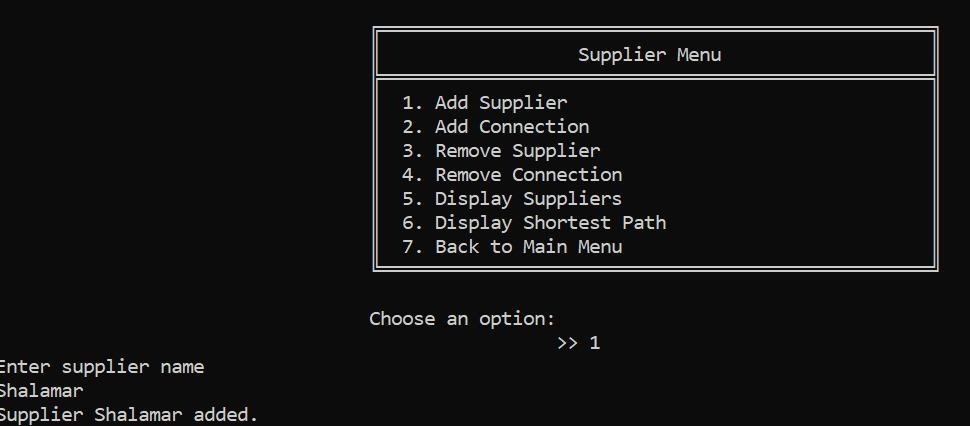 Supplier Menu
1. Add Supplier
2. Add Connection
3. Remove Supplier
4. Remove Connection
5. Display Suppliers
6. Display Shortest Path
7. Back to Main Menu
Choose an option:
>> 1
Enter supplier name
Shalamar
Supplier Shalamar added.